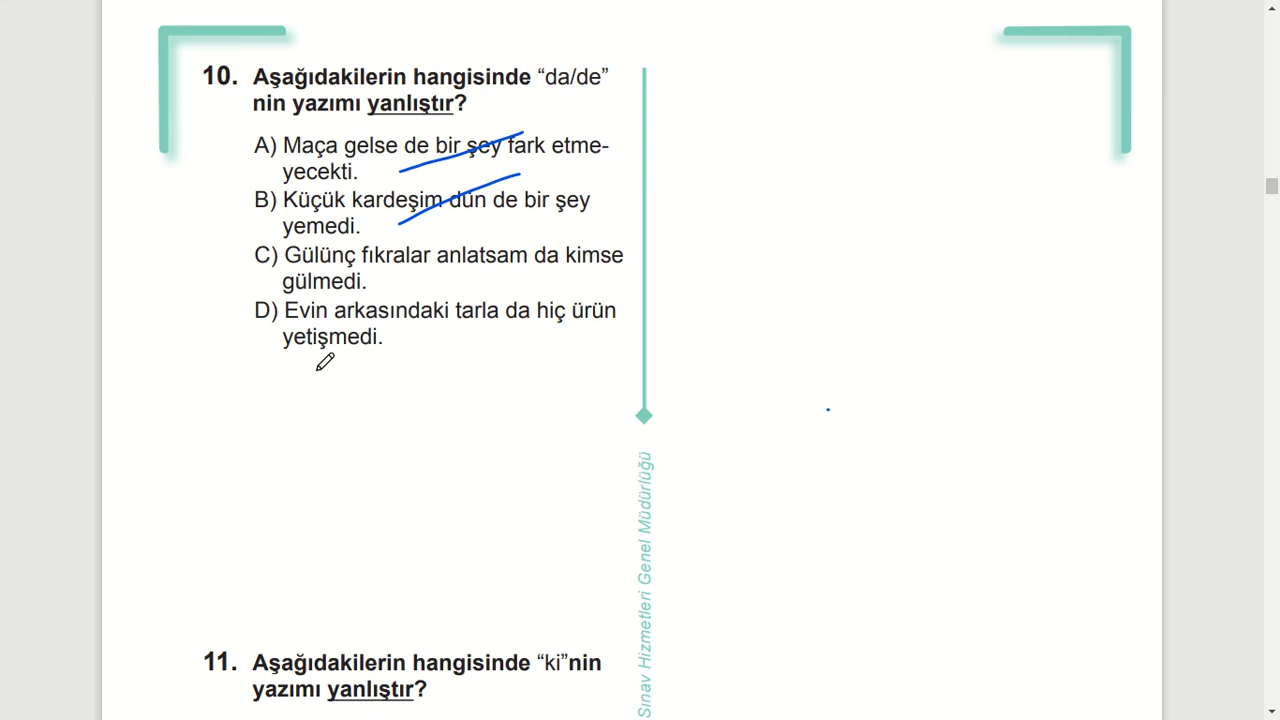 10. Aşağıdakilerin hangisinde “da/de”
nin yazımı yanlıştır?
A) Maça gelse de bir şey fark etme-
yecekti.
B) Küçük kardeşim dün de bir şey
yemedi.
C) Gülünç fıkralar anlatsam da kimse
gülmedi.
D) Evin arkasındaki tarla da hiç ürün
yetişmedi.
11. Aşağıdakilerin hangisinde “ki”nin
yazımı yanlıştır?
Sınav Hizmetleri Genel Müdürlüğü